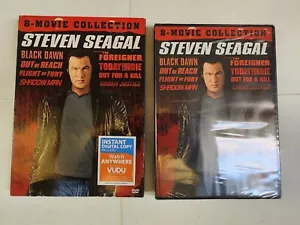 8-MOVIE COLLECTION
STEVEN SEAGAL
BLACK DAWN
OUT OF REACH
FLIGHT OF FURY
SHADOW MAN
THE FOREIGNER
TODAY YOU DIE
OUT FOR A KILL
URBAN JUSTICE
INSTANT
DIGITAL COPY
Watch
ANYWHERE
VUDU
DVD
8-MOVIE COLLECTION
STEVEN SEAGAL
BLACK DAWN
OUT OF REACH
FLIGHT OF FURY
SHADOW MAN
THE FOREIGNER
TODAY YOU DIE
OUT FOR A KILL
URBAN JUSTICE